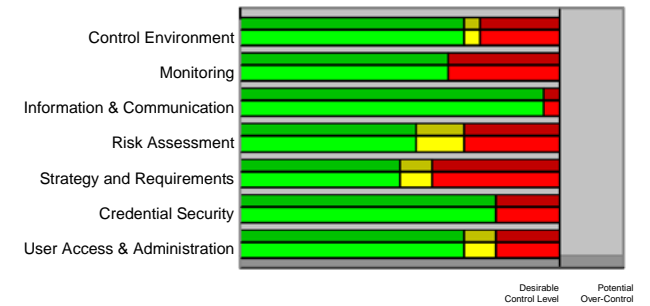 Control Environment
Monitoring
Information & Communication
Risk Assessment
Strategy and Requirements
Credential Security
User Access & Administration
Desirable Potential
Control Level Over-Control